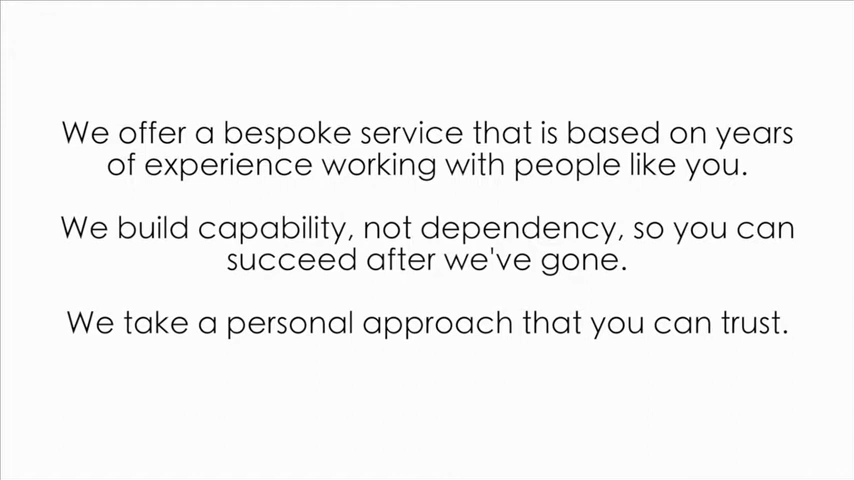 We offer a bespoke service that is based on years
of experience working with people like you.
We build capability, not dependency, so you can
succeed after we've gone.
We take a personal approach that you can trust.